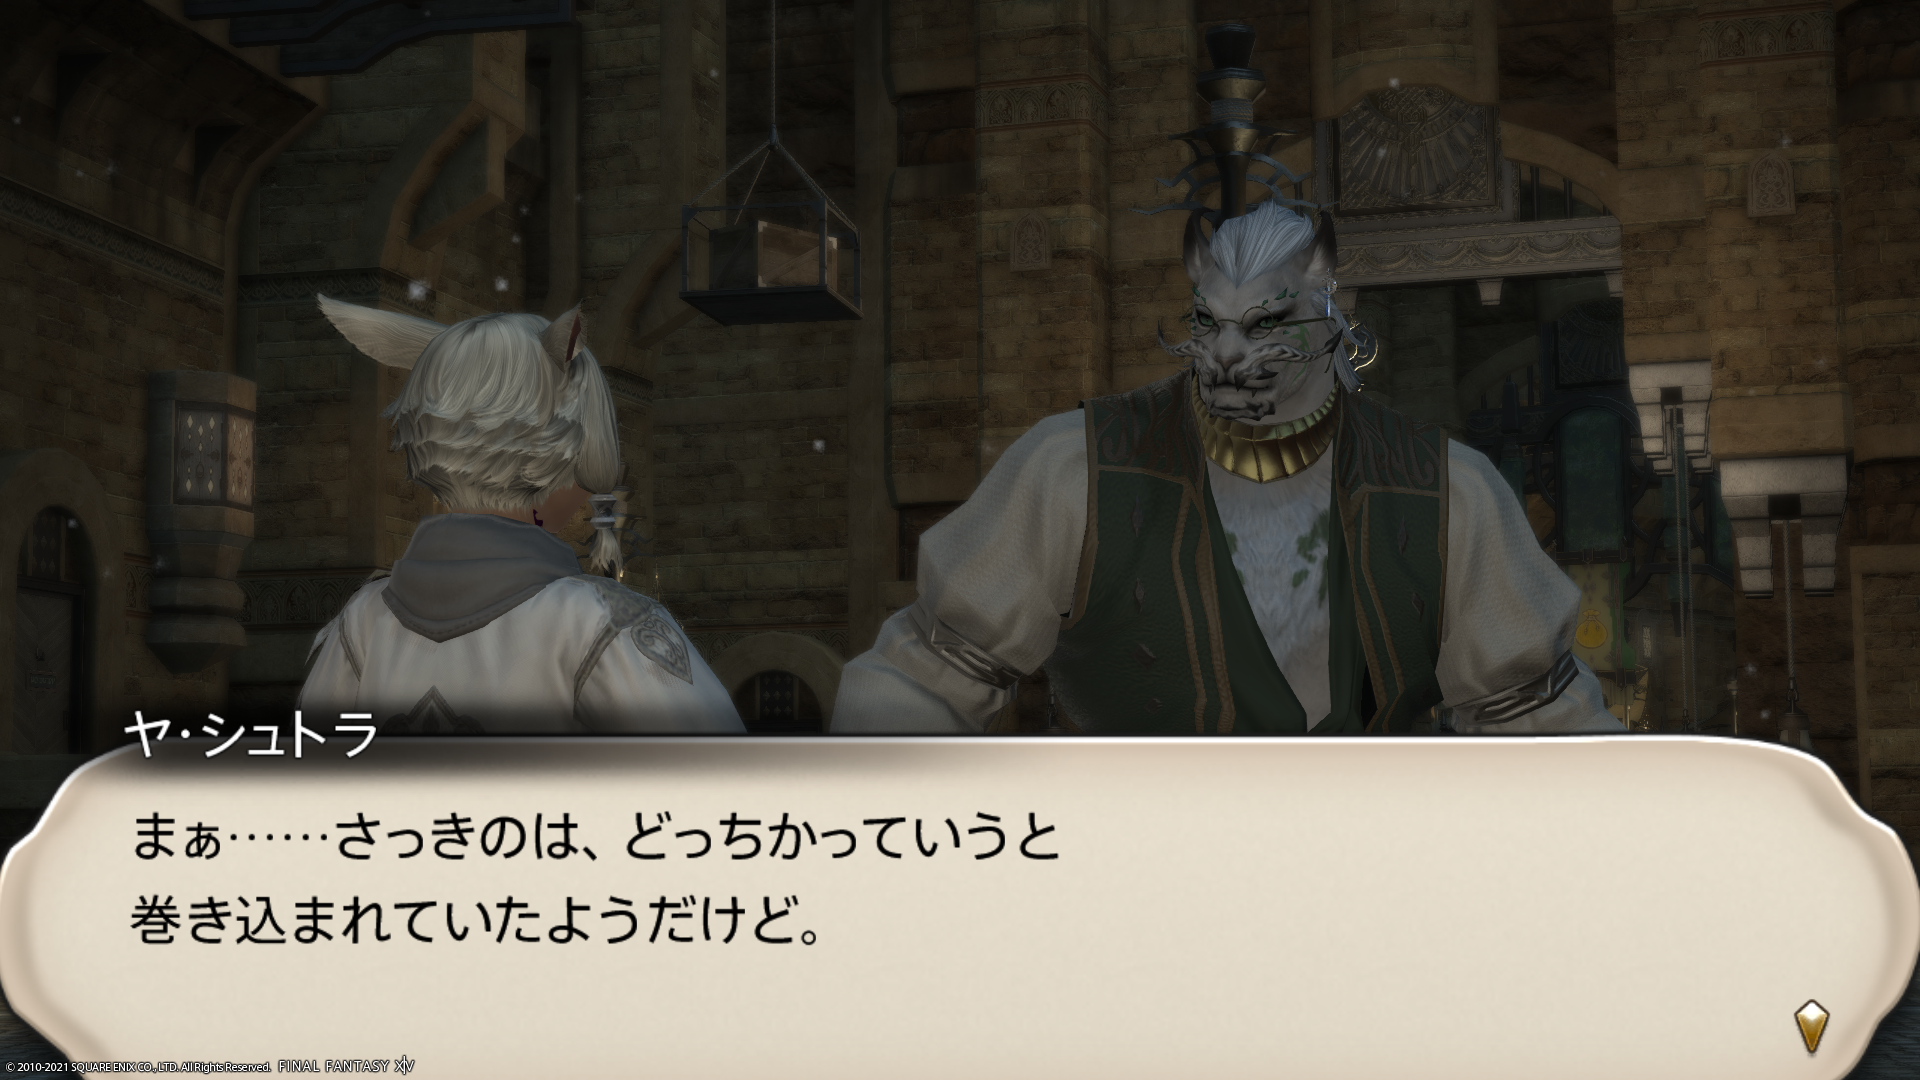 ヤ・シュトラ
まぁ……さっきのは、どっちかっていうと
巻き込まれていたようだけど。
© 2010-2021 SQUARE ENIX CO., LTD. All Rights Reserved. FINAL FANTASY XIV